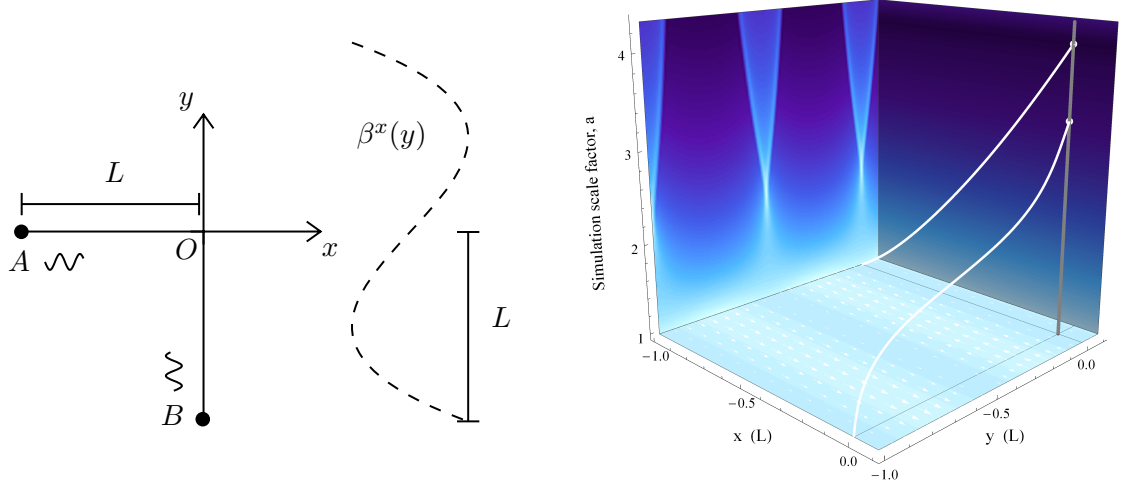 y
L
β^x(y)
O
x
A
L
B
Simulation scale factor, a
4
3
2
1
−1.0
−0.5
0.0
x (L)
−1.0
−0.5
0.0
y (L)